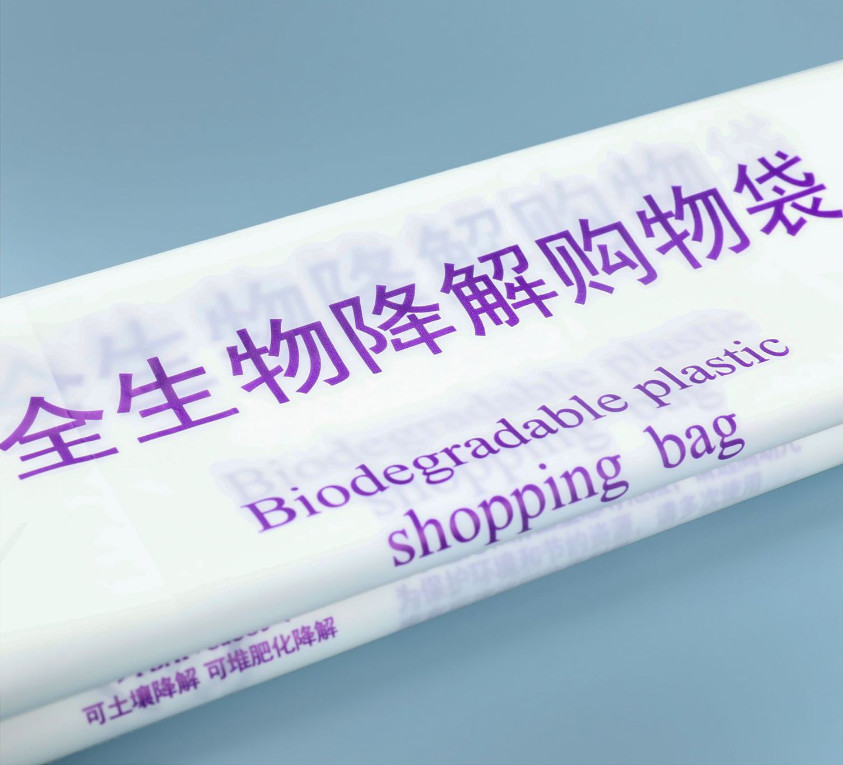 全生物降解购物袋
Biodegradable plastic
shopping bag
可土壤降解 可堆肥化降解